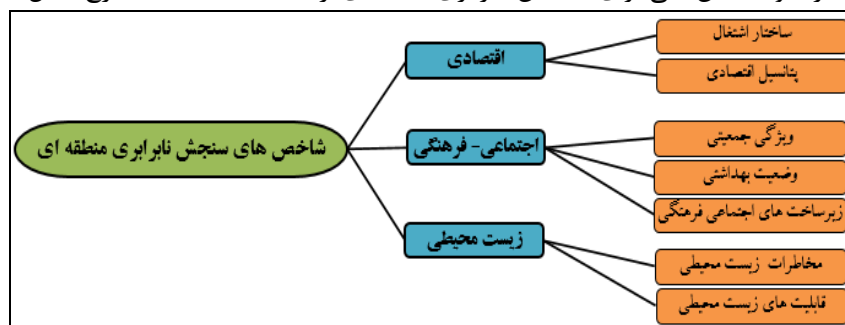 شاخص های سنجش نابرابری منطقه ای
اقتصادی
ساختار اشتغال
پتانسیل اقتصادی
اجتماعی- فرهنگی
ویژگی جمعیتی
وضعیت بهداشتی
زیرساخت های اجتماعی فرهنگی
زیست محیطی
مخاطرات زیست محیطی
قابلیت های زیست محیطی